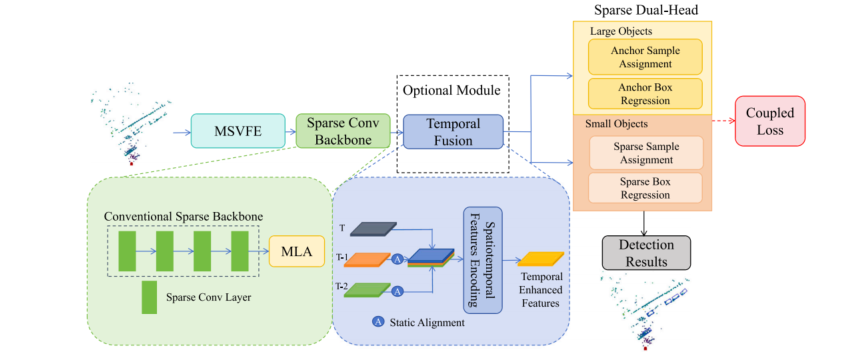 Sparse Dual-Head
Large Objects
Anchor Sample
Assignment
Anchor Box
Regression
Optional Module
MSVFE
Sparse Conv
Backbone
Temporal
Fusion
Coupled
Loss
Small Objects
Sparse Sample
Assignment
Sparse Box
Regression
Conventional Sparse Backbone
MLA
Sparse Conv Layer
T
T-1
A
T-2
A
Spatiotemporal
Features Encoding
Temporal
Enhanced
Features
A Static Alignment
Detection
Results